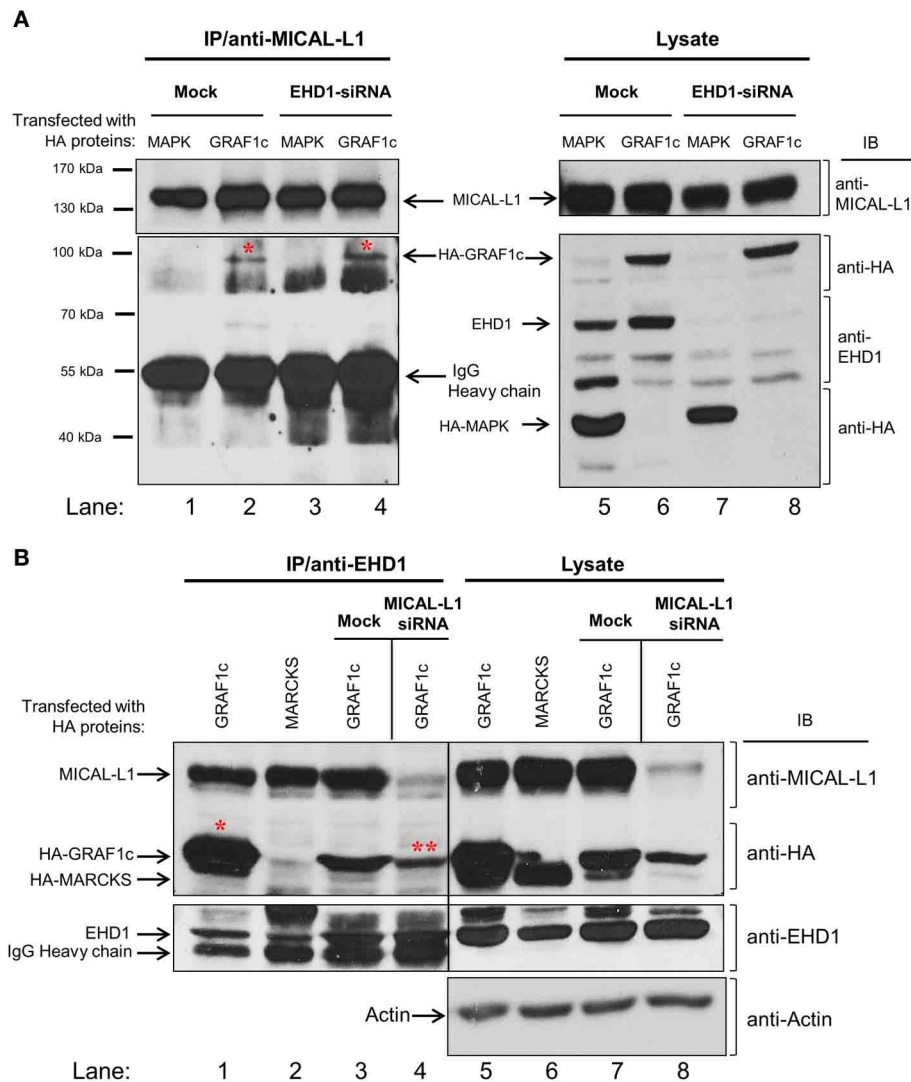 A
IP/anti-MICAL-L1
Lysate
Mock
EHD1-siRNA
Mock
EHD1-siRNA
Transfected with
HA proteins:
MAPK
GRAF1c
MAPK
GRAF1c
MAPK
GRAF1c
MAPK
GRAF1c
IB
170 kDa
130 kDa
MICAL-L1
anti-
MICAL-L1
*
*
100 kDa
HA-GRAF1c
anti-HA
70 kDa
EHD1
anti-
EHD1
55 kDa
IgG
Heavy chain
HA-MAPK
anti-HA
40 kDa
Lane:
1
2
3
4
5
6
7
8
B
IP/anti-EHD1
Lysate
Mock
MICAL-L1
siRNA
Mock
MICAL-L1
siRNA
Transfected with
HA proteins:
GRAF1c
MARCKS
GRAF1c
GRAF1c
GRAF1c
MARCKS
GRAF1c
GRAF1c
IB
MICAL-L1
anti-MICAL-L1
*
**
HA-GRAF1c
anti-HA
HA-MARCKS
EHD1
anti-EHD1
IgG Heavy chain
Actin
anti-Actin
Lane:
1
2
3
4
5
6
7
8